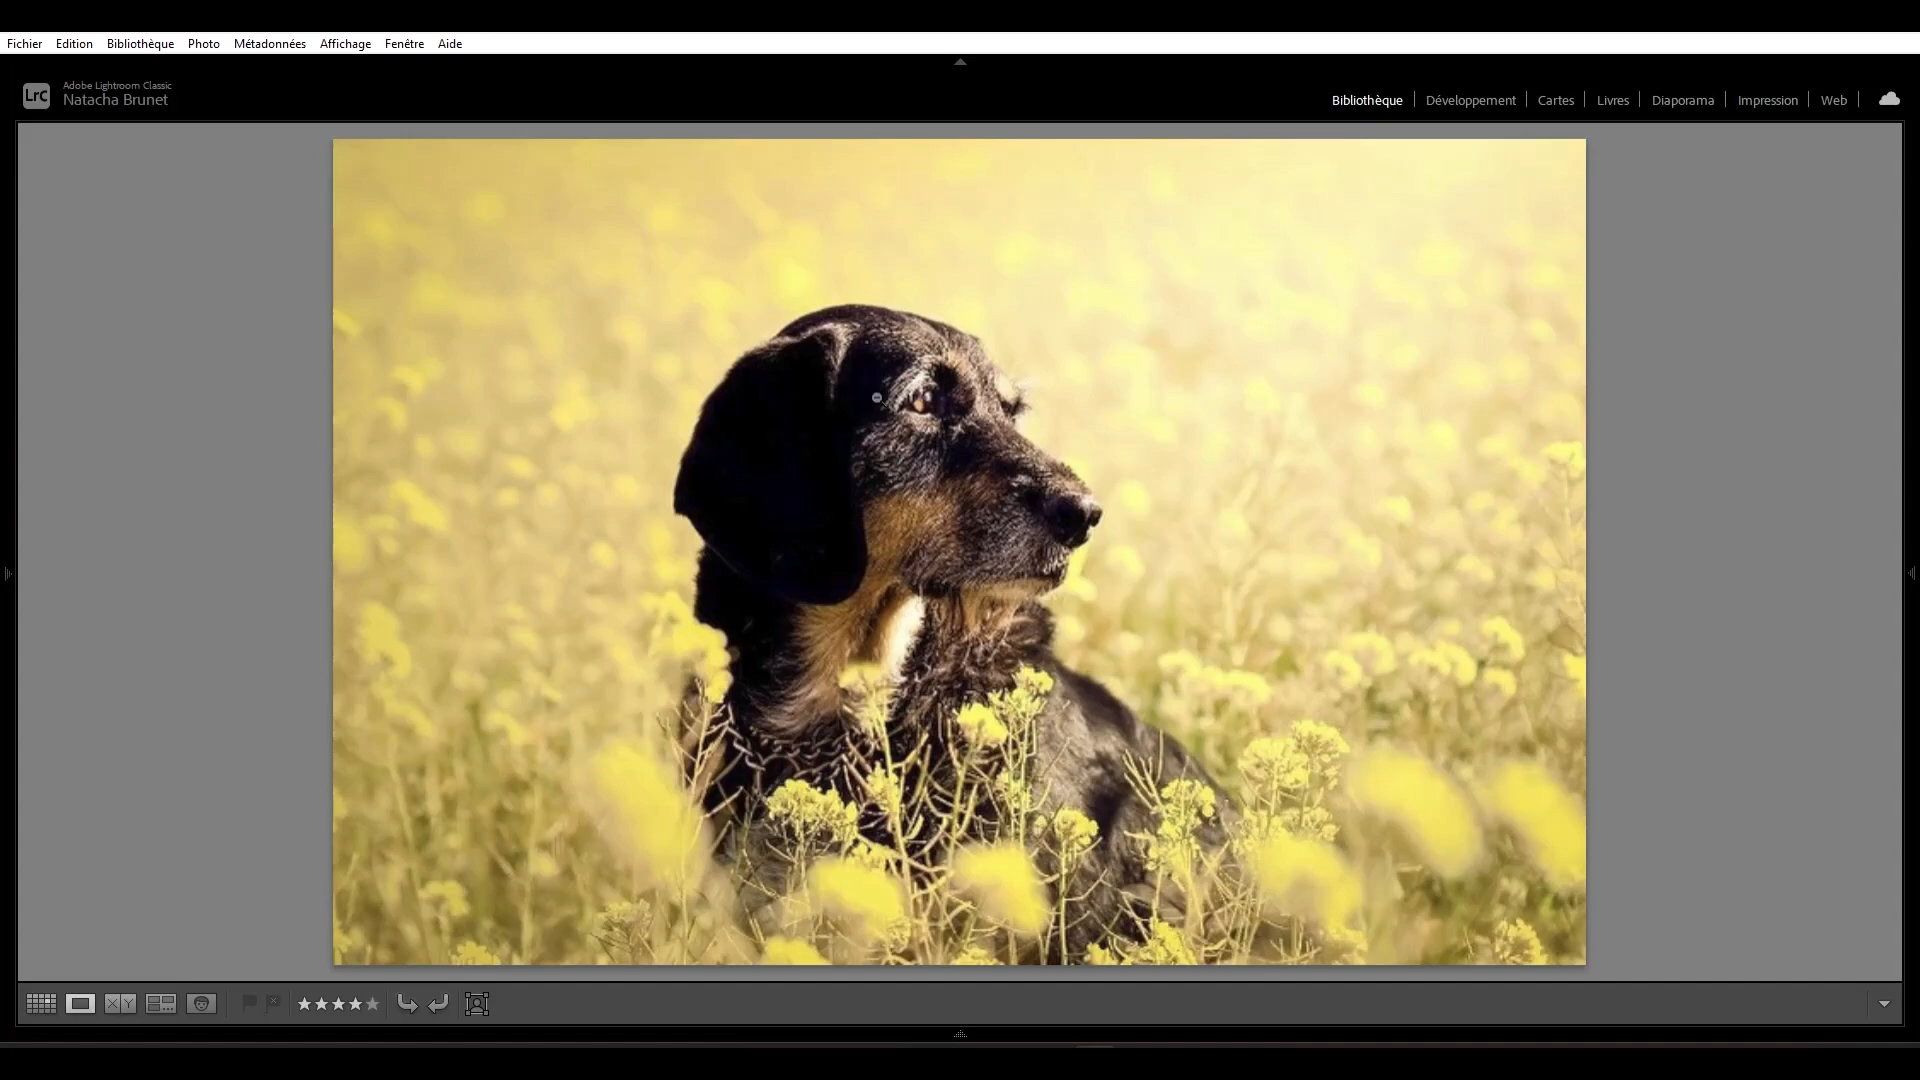 Fichier Edition Bibliothèque Photo Métadonnées Affichage Fenêtre Aide
LrC
Adobe Lightroom Classic
Natacha Brunet
Bibliothèque Développement Cartes Livres Diaporama Impression Web
XY